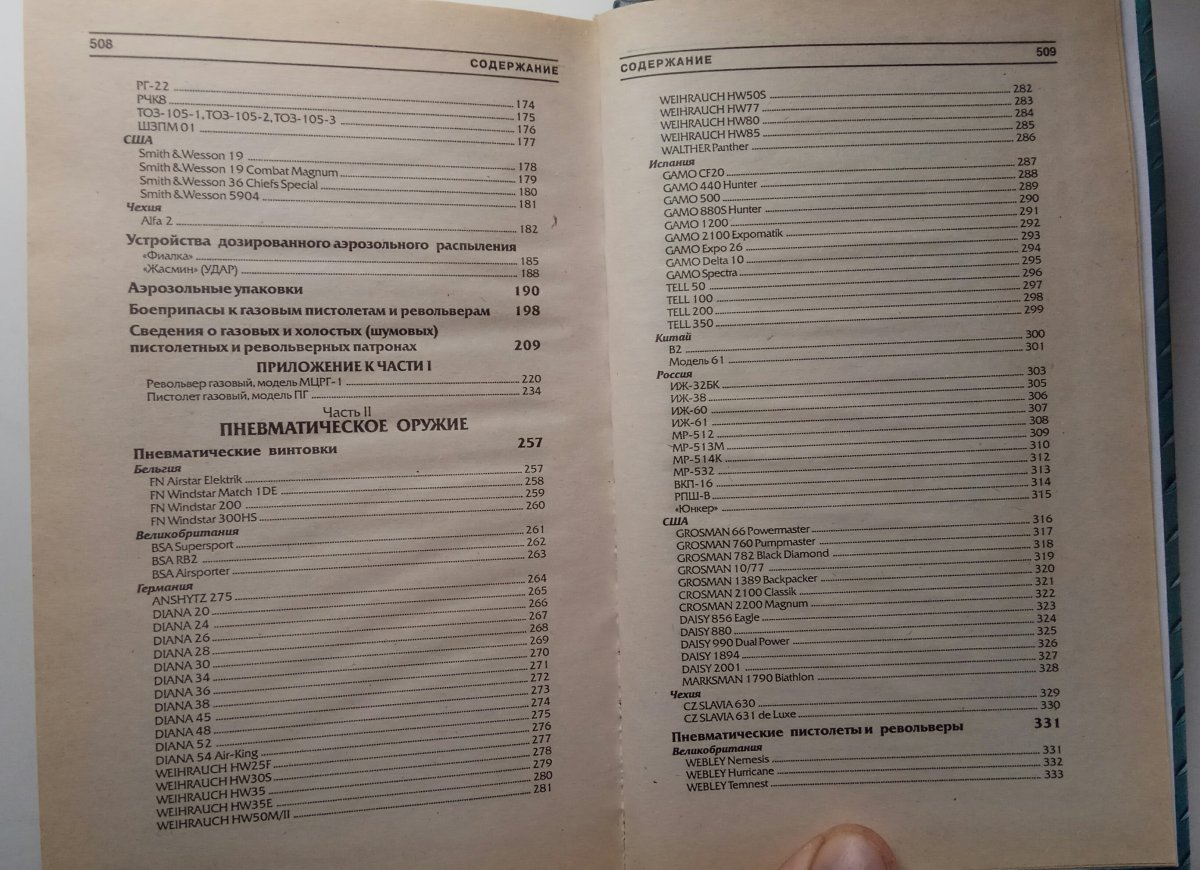 508
СОДЕРЖАНИЕ
РГ-22 174
РЧК8 175
ТОЗ-105-1, ТОЗ-105-2, ТОЗ-105-3 176
ШЗПМ 01 177
США
Smith & Wesson 19 178
Smith & Wesson 19 Combat Magnum 179
Smith & Wesson 36 Chiefs Special 180
Smith & Wesson 5904 181
Чехия
Alfa 2 182
Устройства дозированного аэрозольного распыления
«Фиалка» 185
«Жасмин» (УДАР) 188
Аэрозольные упаковки 190
Боеприпасы к газовым пистолетам и револьверам 198
Сведения о газовых и холостых (шумовых)
пистолетных и револьверных патронах 209
ПРИЛОЖЕНИЕ К ЧАСТИ I
Револьвер газовый, модель МЦРГ-1 220
Пистолет газовый, модель ПГ 234
Часть II
ПНЕВМАТИЧЕСКОЕ ОРУЖИЕ
Пневматические винтовки 257
Бельгия
FN Airstar Elektrik 257
FN Windstar Match 1DE 258
FN Windstar 200 259
FN Windstar 300HS 260
Великобритания
BSA Supersport 261
BSA RB2 262
BSA Airsporter 263
Германия
ANSHYTZ 275 264
DIANA 20 265
DIANA 24 266
DIANA 26 267
DIANA 28 268
DIANA 30 269
DIANA 34 270
DIANA 36 271
DIANA 38 272
DIANA 45 273
DIANA 48 274
DIANA 52 275
DIANA 54 Air-King 276
WEIHRAUCH HW25F 277
WEIHRAUCH HW30S 278
WEIHRAUCH HW35 279
WEIHRAUCH HW35E 280
WEIHRAUCH HW50M/II 281
СОДЕРЖАНИЕ
509
WEIHRAUCH HW50S 282
WEIHRAUCH HW77 283
WEIHRAUCH HW80 284
WEIHRAUCH HW85 285
WALTHER Panther 286
Испания
GAMO CF20 287
GAMO 440 Hunter 288
GAMO 500 289
GAMO 880S Hunter 290
GAMO 1200 291
GAMO 2100 Expomatik 292
GAMO Expo 26 293
GAMO Delta 10 294
GAMO Spectra 295
TELL 50 296
TELL 100 297
TELL 200 298
TELL 350 299
Китай
B2 300
Модель 61 301
Россия
ИЖ-32БК 303
ИЖ-38 305
ИЖ-60 306
ИЖ-61 307
МР-512 308
МР-513М 309
МР-514К 310
МР-532 312
ВКП-16 313
РПШ-В 314
«Юнкер» 315
США
GROSMAN 66 Powermaster 316
GROSMAN 760 Pumpmaster 317
GROSMAN 782 Black Diamond 318
GROSMAN 10/77 319
GROSMAN 1389 Backpacker 320
CROSMAN 2100 Classik 321
CROSMAN 2200 Magnum 322
DAISY 856 Eagle 323
DAISY 880 324
DAISY 990 Dual Power 325
DAISY 1894 326
DAISY 2001 327
MARKSMAN 1790 Biathlon 328
Чехия
CZ SLAVIA 630 329
CZ SLAVIA 631 de Luxe 330
Пневматические пистолеты и револьверы 331
Великобритания
WEBLEY Nemesis 331
WEBLEY Hurricane 332
WEBLEY Temnest 333